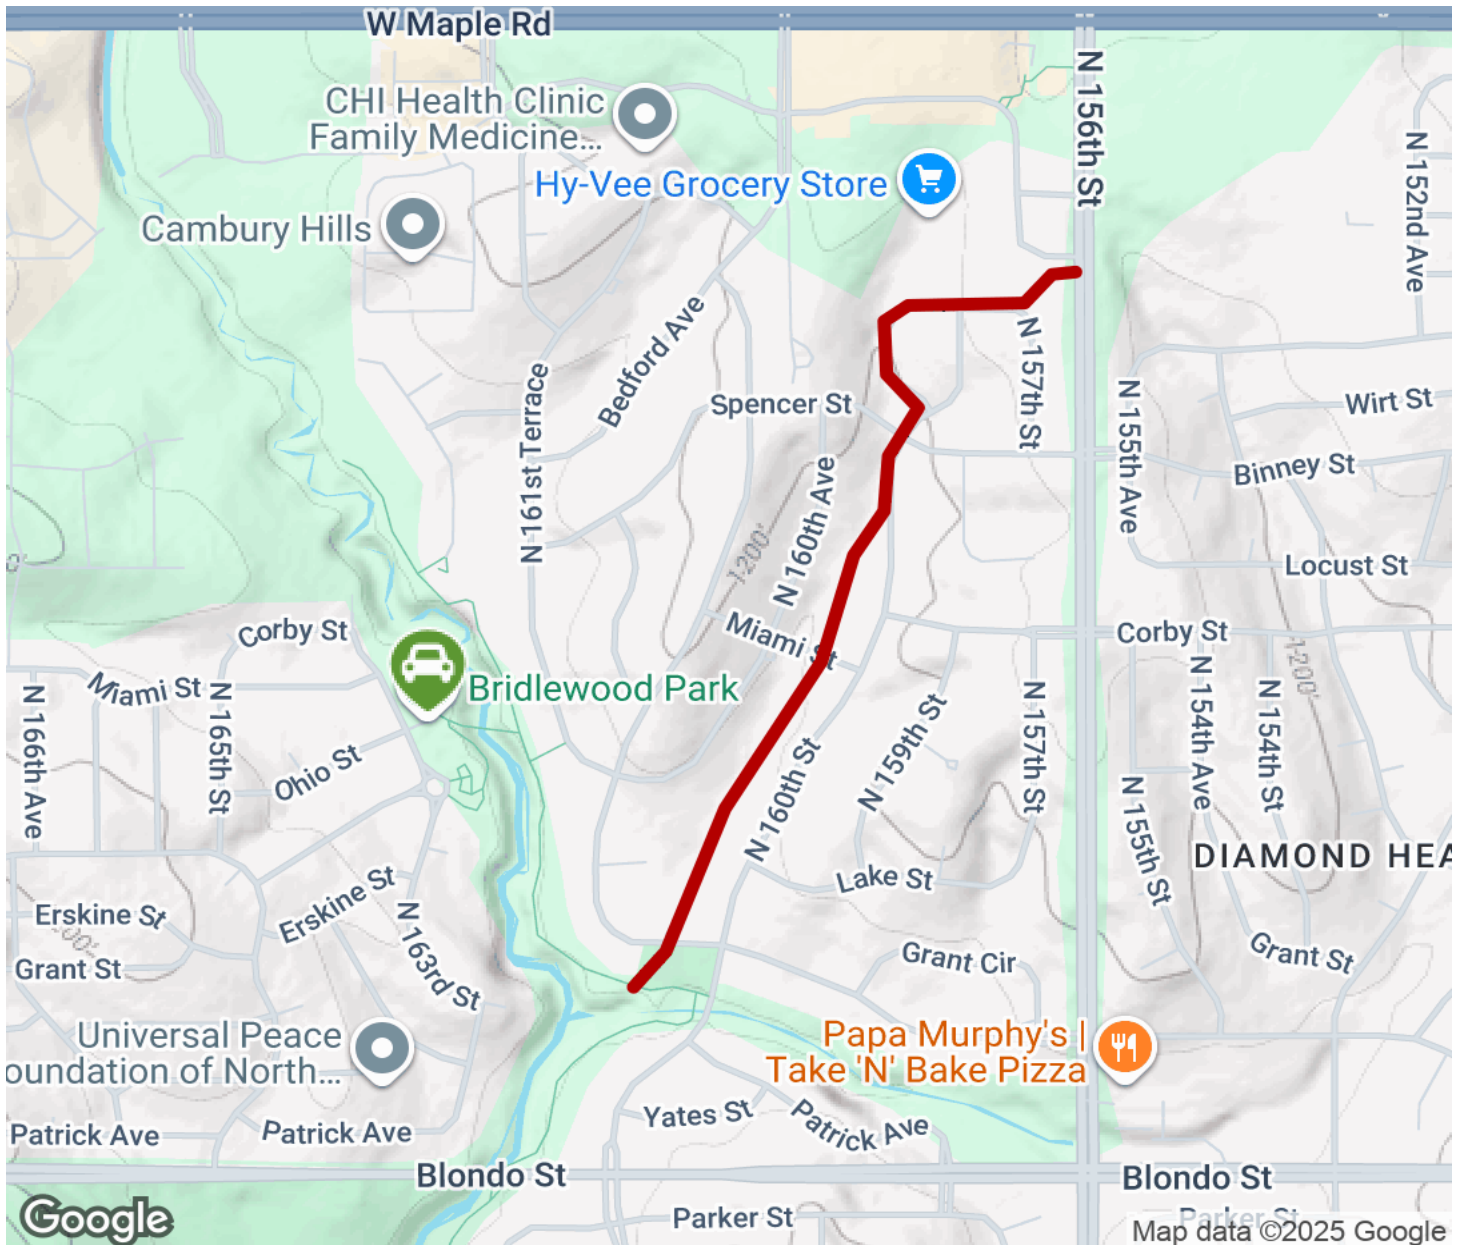 W Maple Rd
CHI Health Clinic
Family Medicine...
N 156th St
N 152nd Ave
Hy-Vee Grocery Store
Cambury Hills
Bedford Ave
N 157th St
N 161st Terrace
Spencer St
N 155th Ave
Wirt St
Binney St
N 160th Ave
1200'
Locust St
Corby St
Miami St
Corby St
1200'
Bridlewood Park
Miami St
N 166th Ave
N 165th St
N 159th St
N 157th St
N 154th Ave
N 154th St
Ohio St
N 160th St
N 155th St
DIAMOND HEA
Lake St
Erskine St
Erskine St
N 163rd St
Grant St
Grant Cir
Grant St
Universal Peace
oundation of North...
Papa Murphy's |
Take 'N' Bake Pizza
Yates St
Patrick Ave
Patrick Ave
Patrick Ave
Blondo St
Blondo St
Parker St
Parker St
Google
Map data ©2025 Google